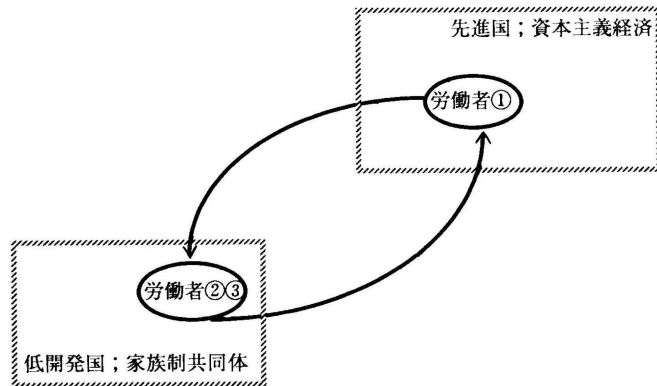 先進国；資本主義経済
労働者①
労働者②③
低開発国；家族制共同体